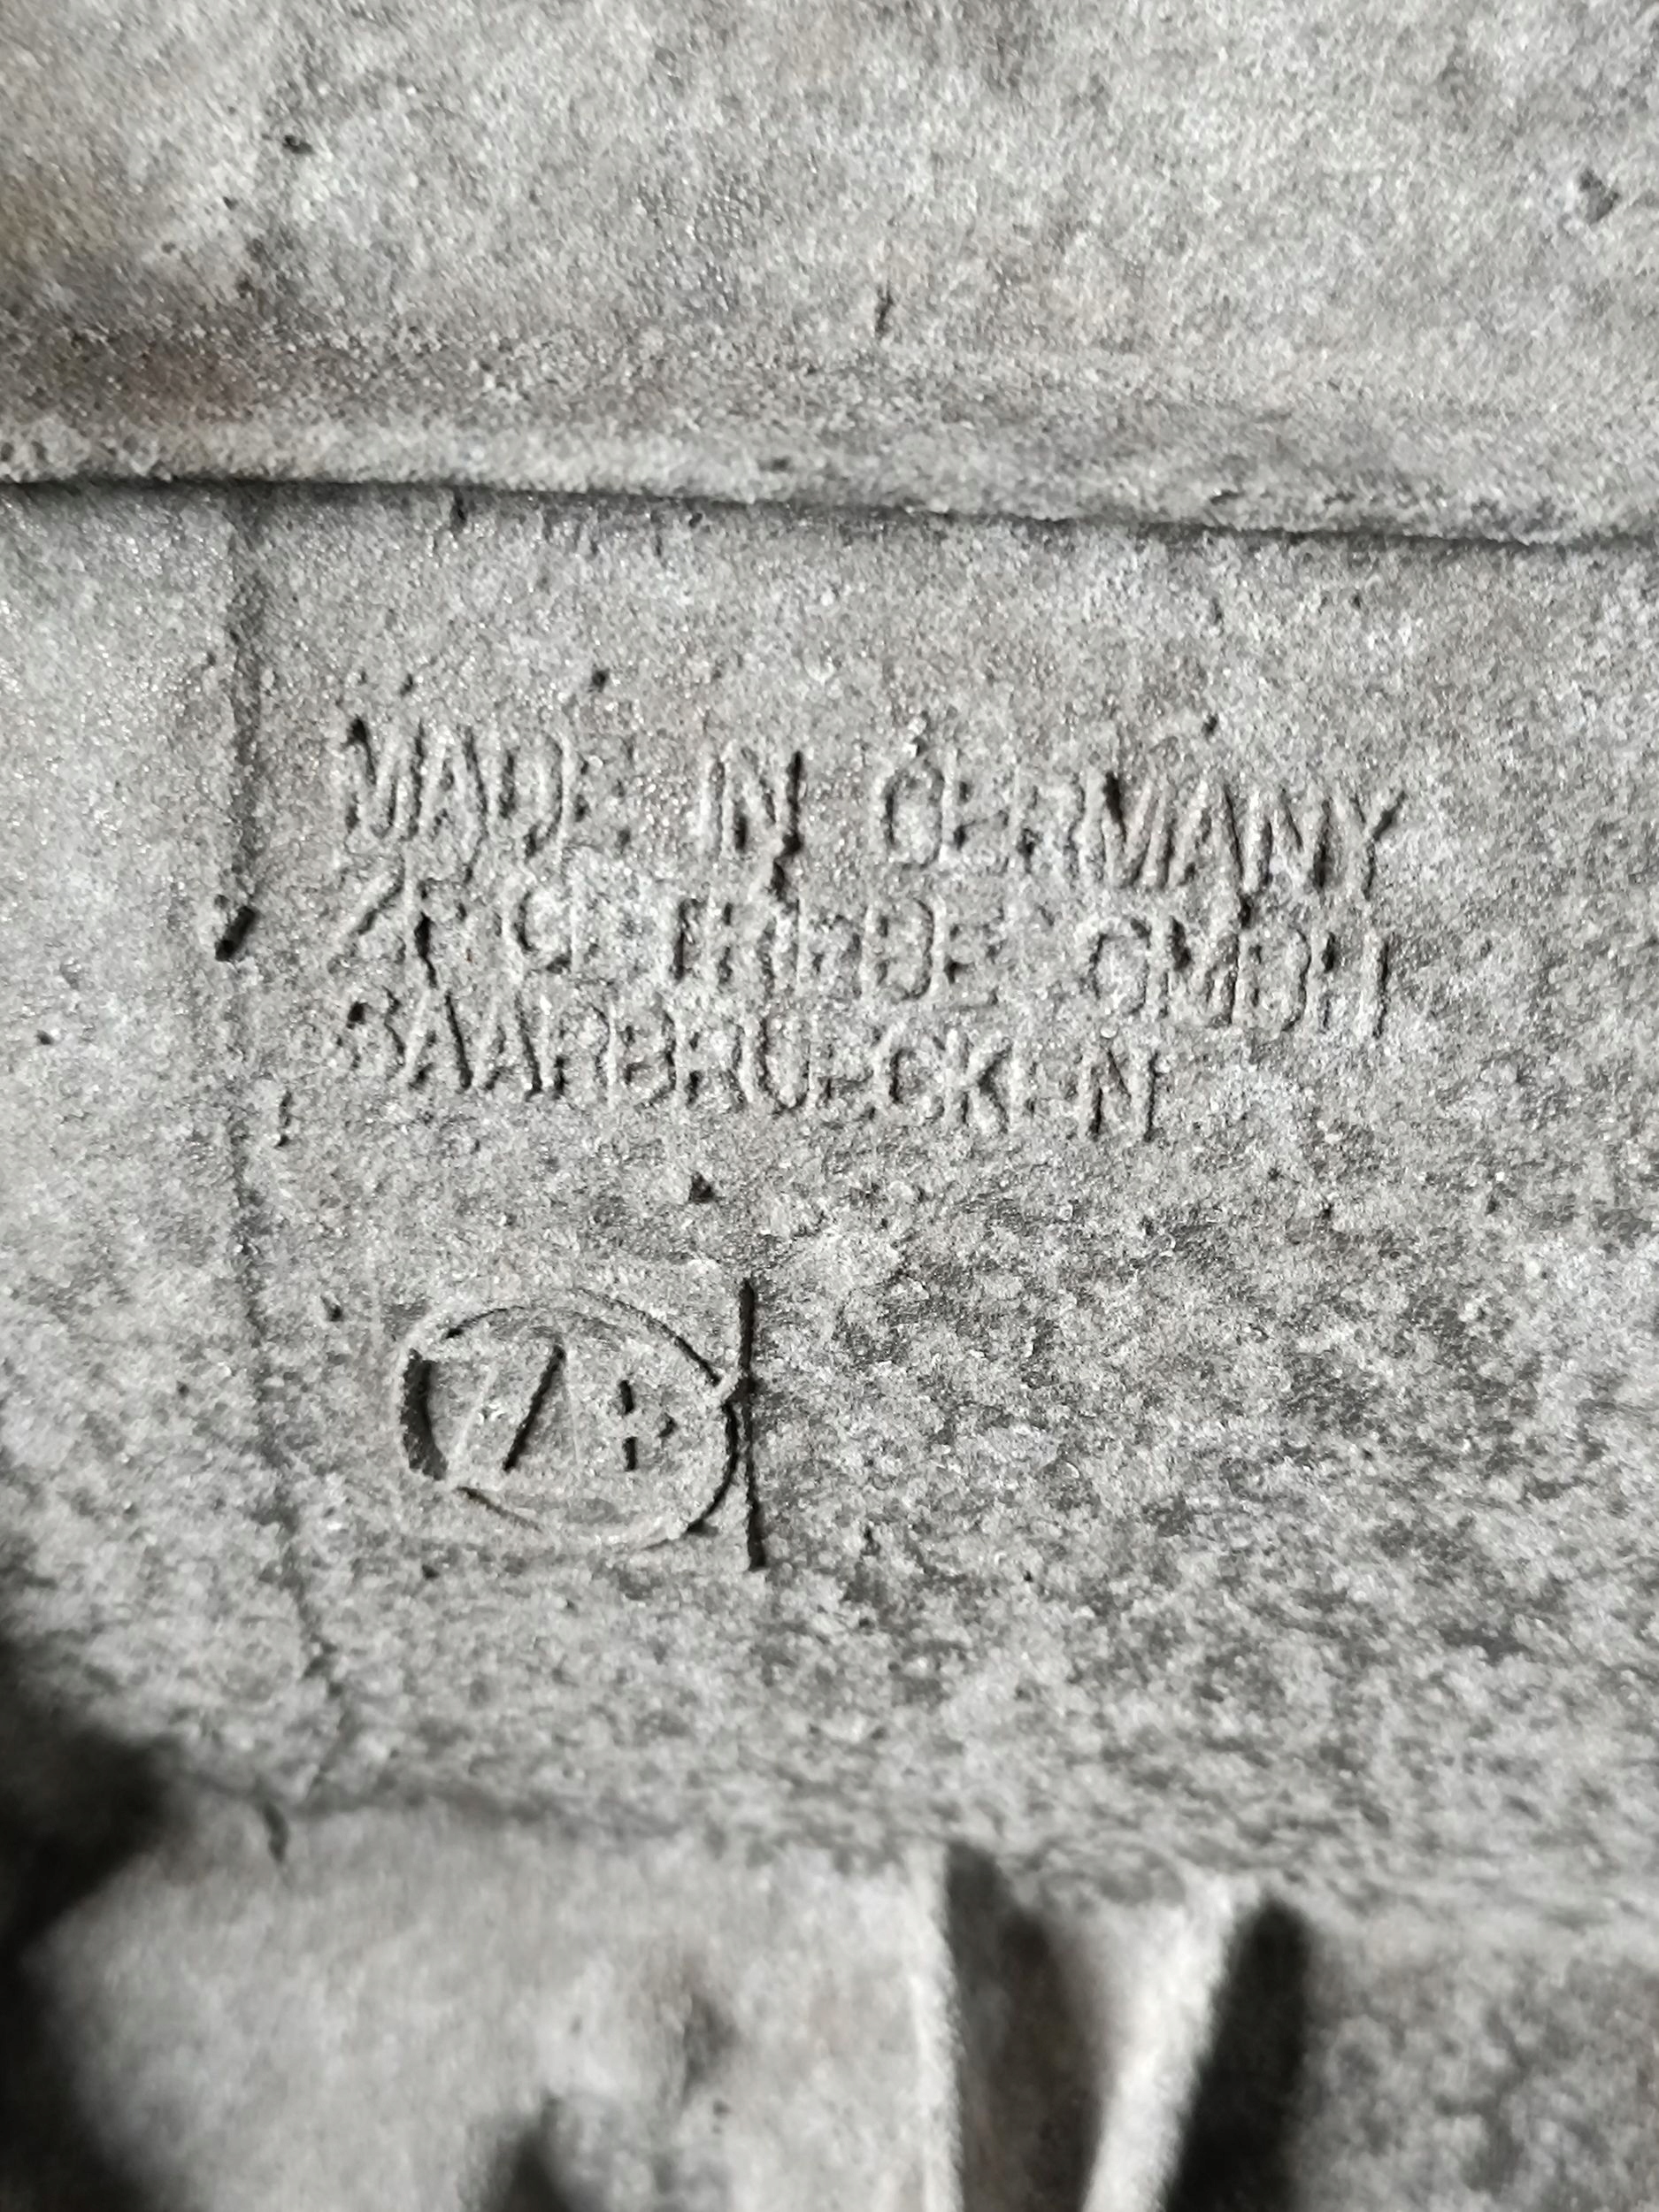 MADE IN GERMANY
ZF GETRIEBE GMBH
SAARBRUECKEN